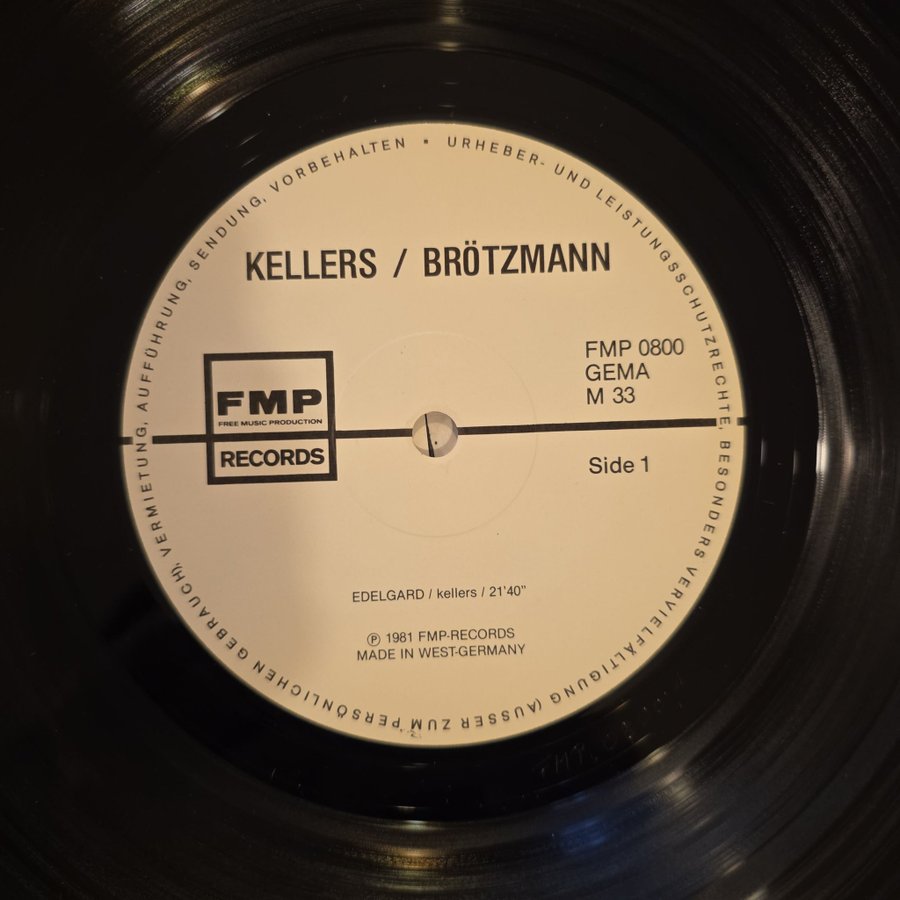 URHEBER- UND LEISTUNGSSCHUTZRECHTE, BESONDERS VERVIELFÄLTIGUNG (AUSSER ZUM PERSÖNLICHEN GEBRAUCH), VERMIETUNG, AUFFÜHRUNG, SENDUNG, VORBEHALTEN *
KELLERS / BRÖTZMANN
FMP 0800
GEMA
M 33
FMP
FREE MUSIC PRODUCTION
RECORDS
Side 1
EDELGARD / kellers / 21'40"
Ⓟ 1981 FMP-RECORDS
MADE IN WEST-GERMANY